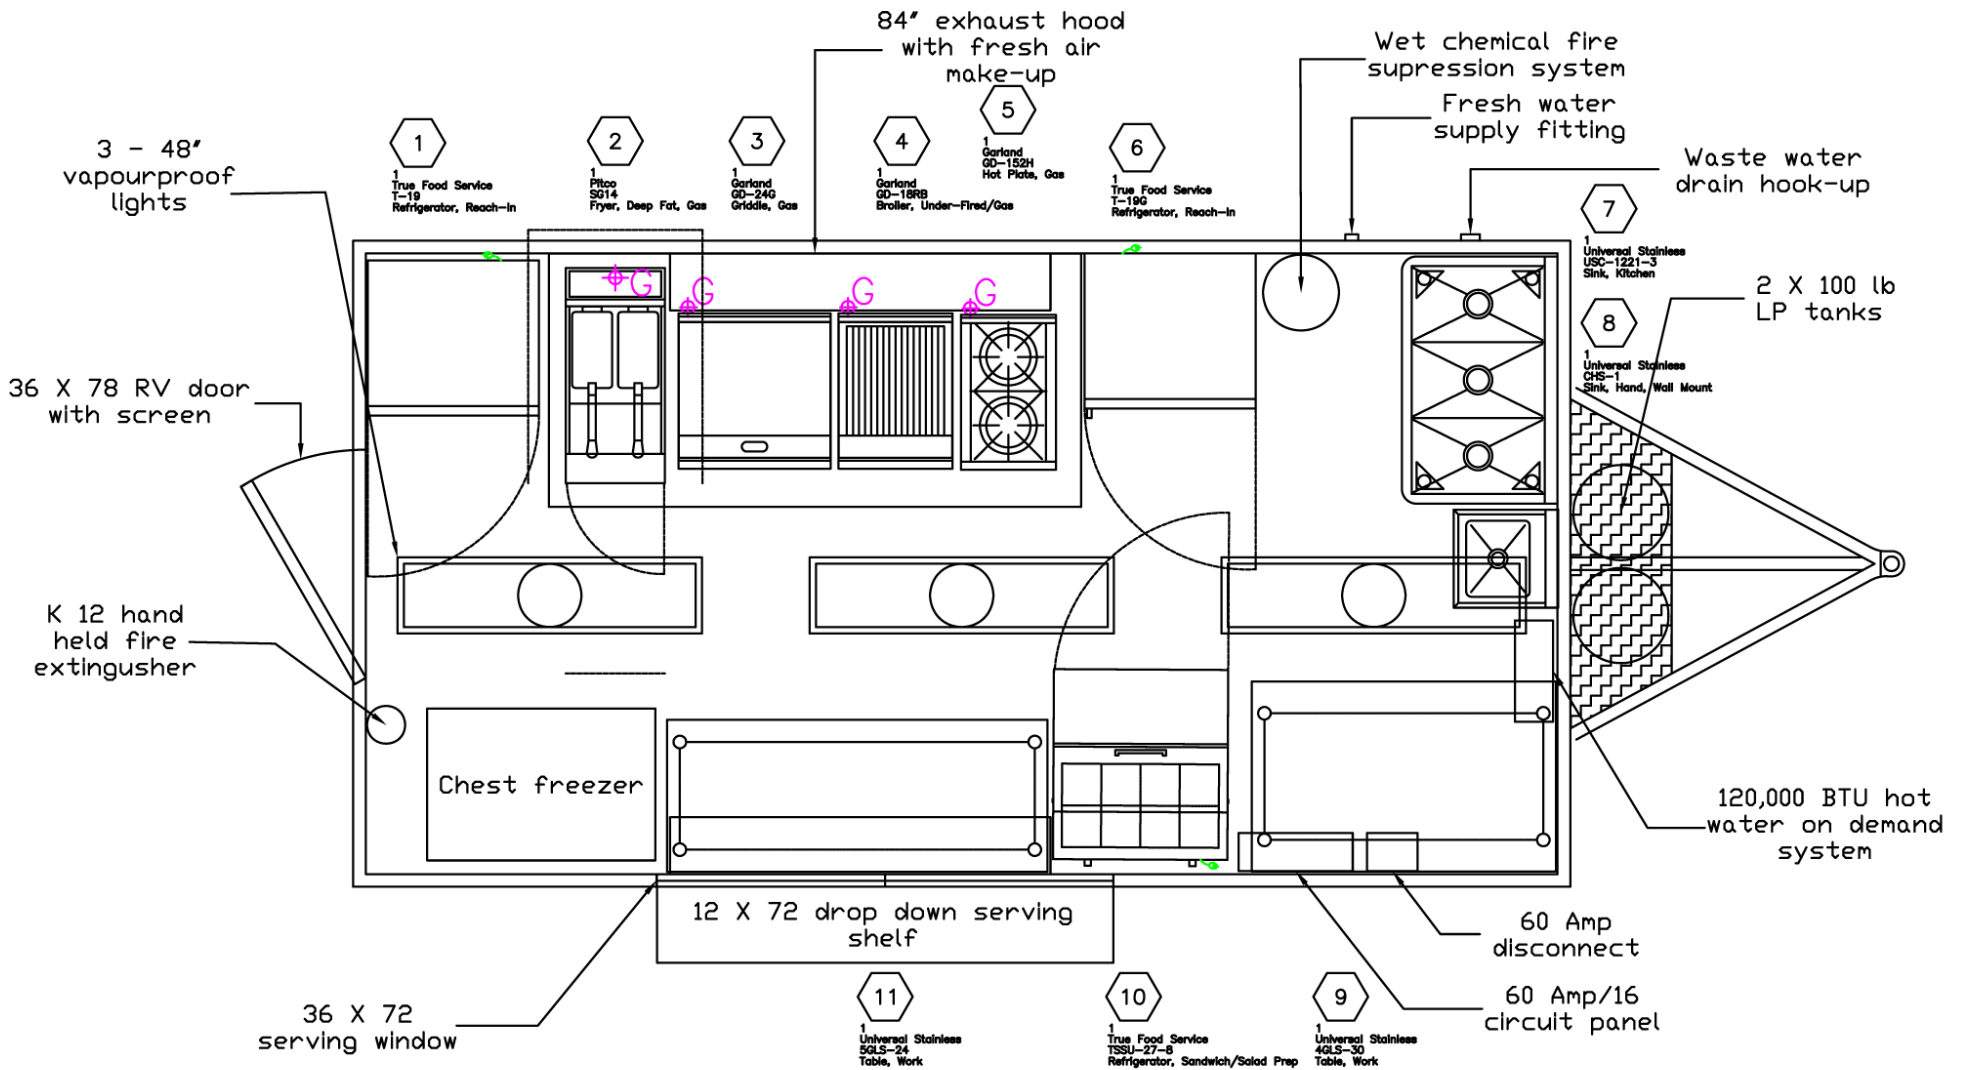 84" exhaust hood
with fresh air
make-up
Wet chemical fire
supression system
Fresh water
supply fitting
Waste water
drain hook-up
3 - 48"
vapourproof
lights
1
1
True Food Service
T-19
Refrigerator, Reach-in
2
1
Pitco
SG14
Fryer, Deep Fat, Gas
3
1
Garland
GD-24G
Griddle, Gas
4
1
Garland
GD-18RB
Broiler, Under-Fired/Gas
5
1
Garland
GD-152H
Hot Plate, Gas
6
1
True Food Service
T-19G
Refrigerator, Reach-in
7
1
Universal Stainless
USC-1221-3
Sink, Kitchen
8
1
Universal Stainless
CHS-1
Sink, Hand, Wall Mount
2 X 100 lb
LP tanks
G
G
G
G
36 X 78 RV door
with screen
K 12 hand
held fire
extingusher
Chest freezer
120,000 BTU hot
water on demand
system
12 X 72 drop down serving
shelf
60 Amp
disconnect
60 Amp/16
circuit panel
36 X 72
serving window
11
1
Universal Stainless
5GLS-24
Table, Work
10
1
True Food Service
TSSU-27-8
Refrigerator, Sandwich/Salad Prep
9
1
Universal Stainless
4GLS-30
Table, Work